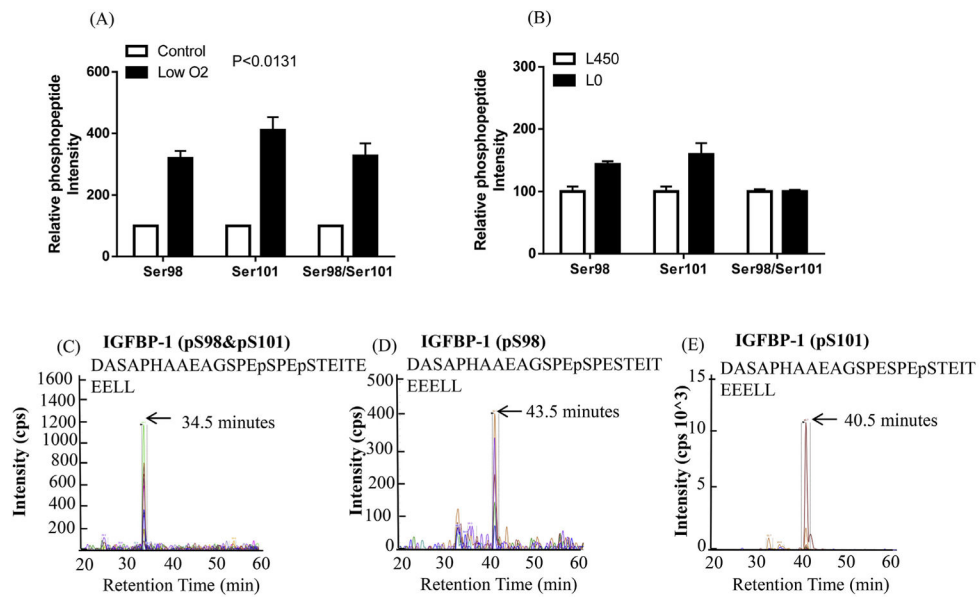 (A)
Control
Low O2
P<0.0131
Relative phosphopeptide
Intensity
600
400
200
0
Ser98
Ser101
Ser98/Ser101
(B)
L450
L0
Relative phosphopeptide
Intensity
300
200
100
0
Ser98
Ser101
Ser98/Ser101
(C)
IGFBP-1 (pS98&pS101)
DASAPHAAEAGSPEpSPEpSTEITE
EELL
Intensity (cps)
1600
1400
1200
1000
800
600
400
200
34.5 minutes
20
30
40
50
60
Retention Time (min)
(D)
IGFBP-1 (pS98)
DASAPHAAEAGSPEpSPESTEIT
EEELL
Intensity (cps)
500
400
300
200
100
0
43.5 minutes
20
30
40
50
60
Retention Time (min)
(E)
IGFBP-1 (pS101)
DASAPHAAEAGSPESPEpSTEIT
EEELL
Intensity (cps 10^3)
15
10
5
0
40.5 minutes
20
30
40
50
60
Retention Time (min)